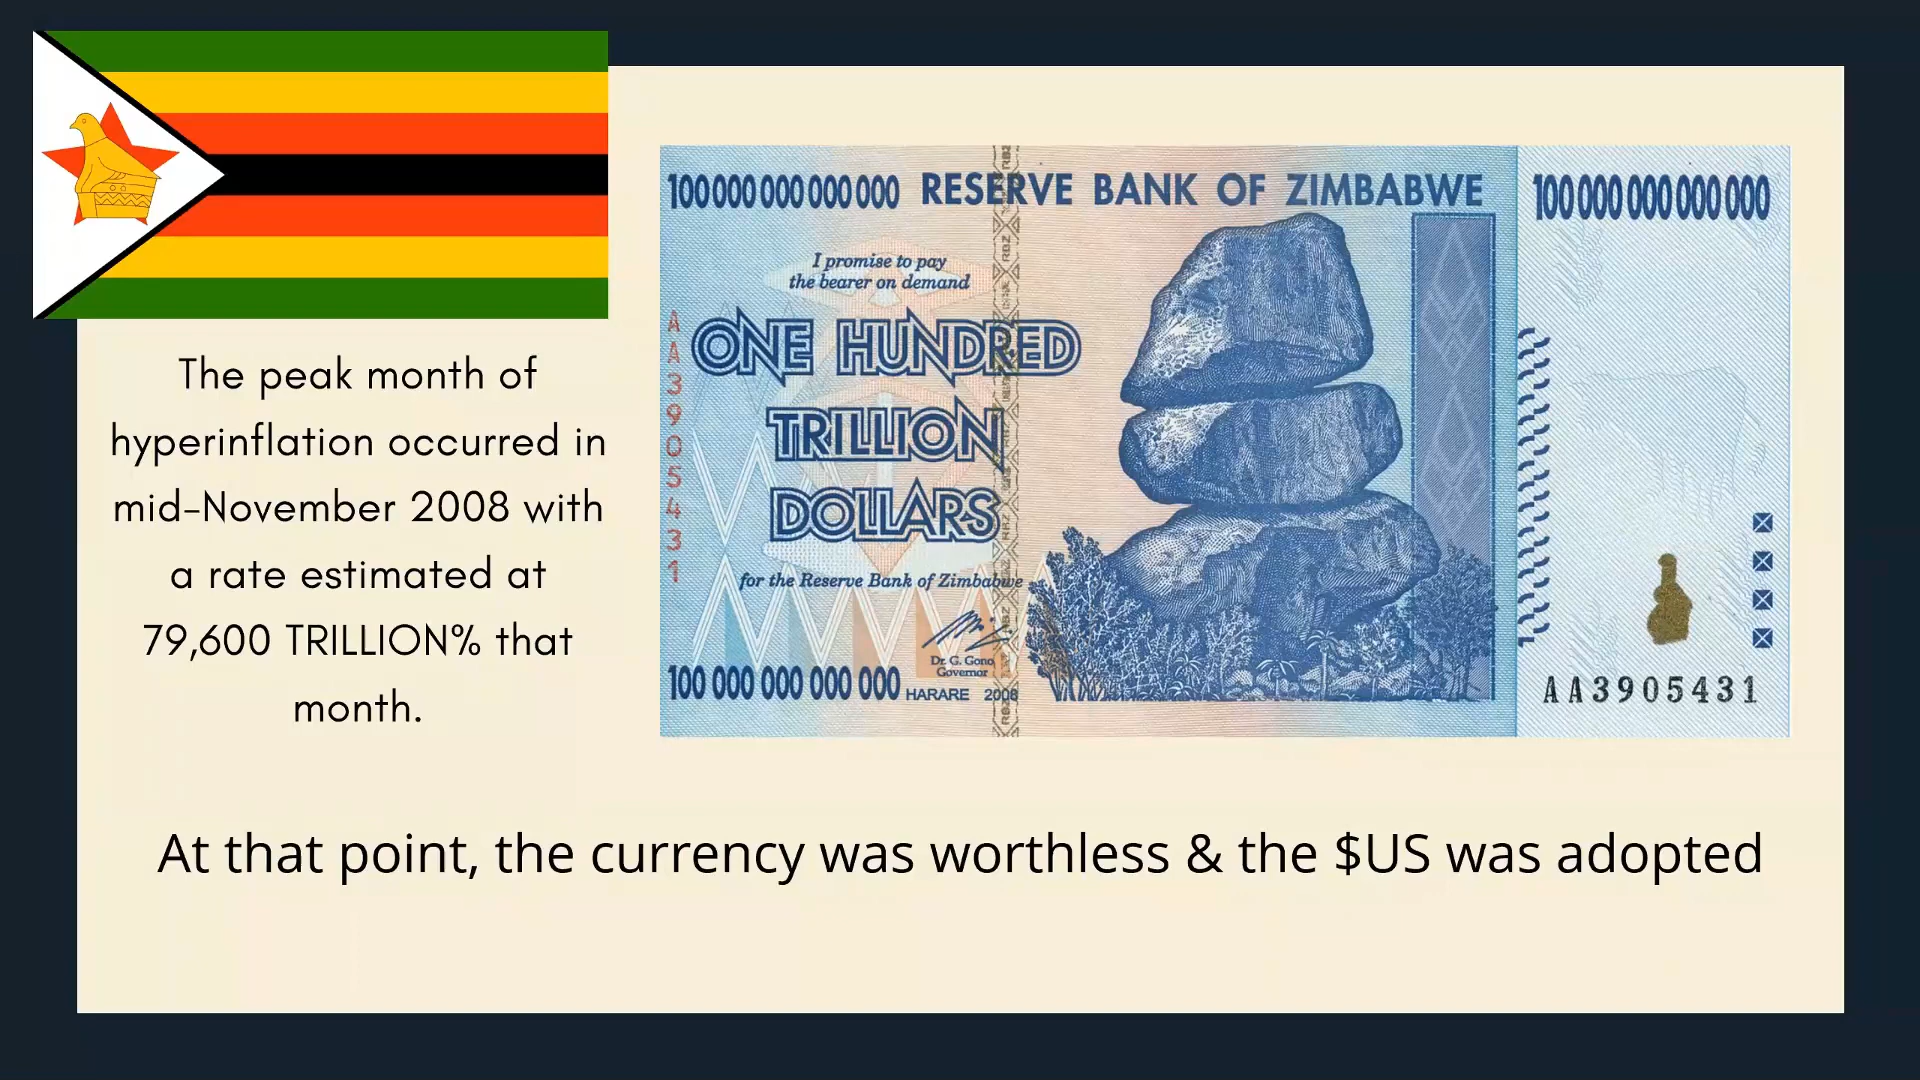 The peak month of
hyperinflation occurred in
mid-November 2008 with
a rate estimated at
79,600 TRILLION% that
month.
100 000 000 000 000 RESERVE BANK OF ZIMBABWE 100 000 000 000 000
I promise to pay
the bearer on demand
ONE HUNDRED
TRILLION
DOLLARS
for the Reserve Bank of Zimbabwe
Dr. G. Gono
Governor
100 000 000 000 000 HARARE 2008
AA3905431
AA3905431
RBZ
At that point, the currency was worthless & the $US was adopted